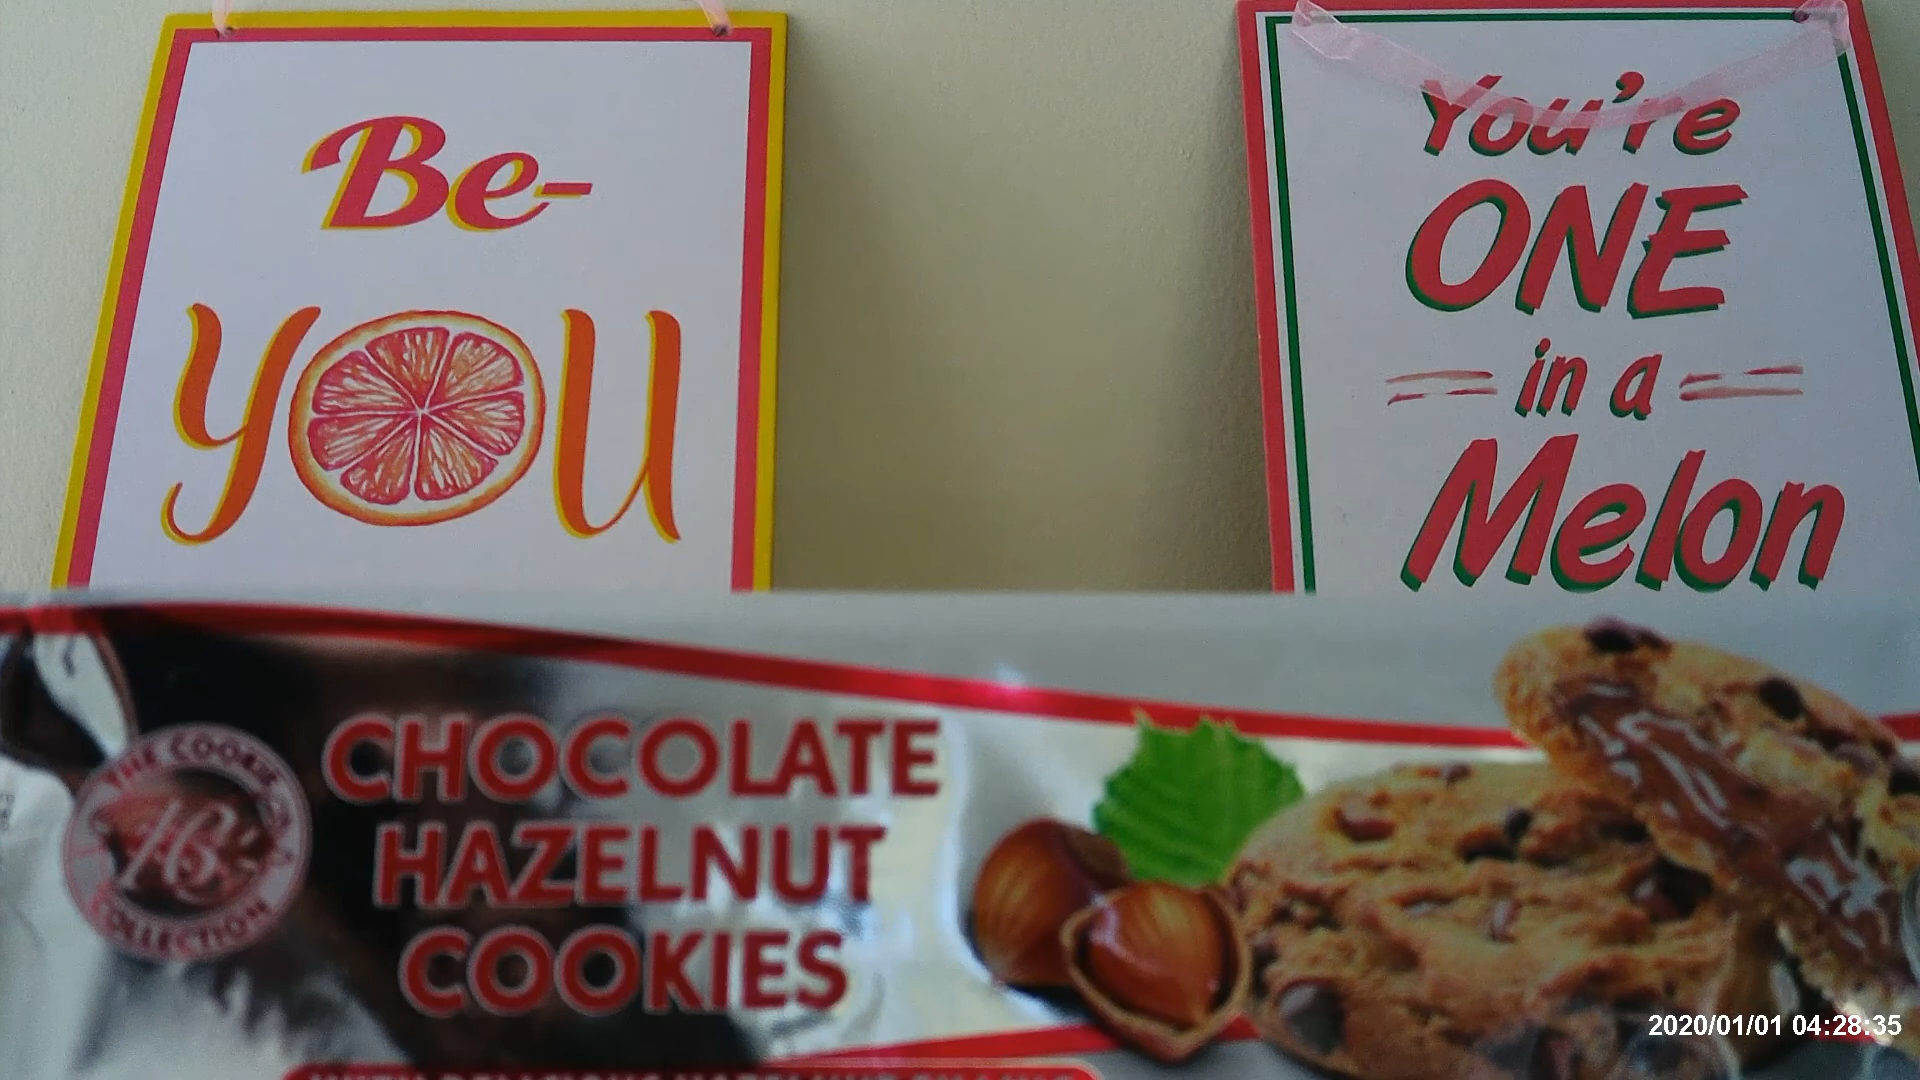 Be-
YOU
You're
ONE
in a
Melon
THE COOKIE
COLLECTION
CHOCOLATE
HAZELNUT
COOKIES
2020/01/01 04:28:35